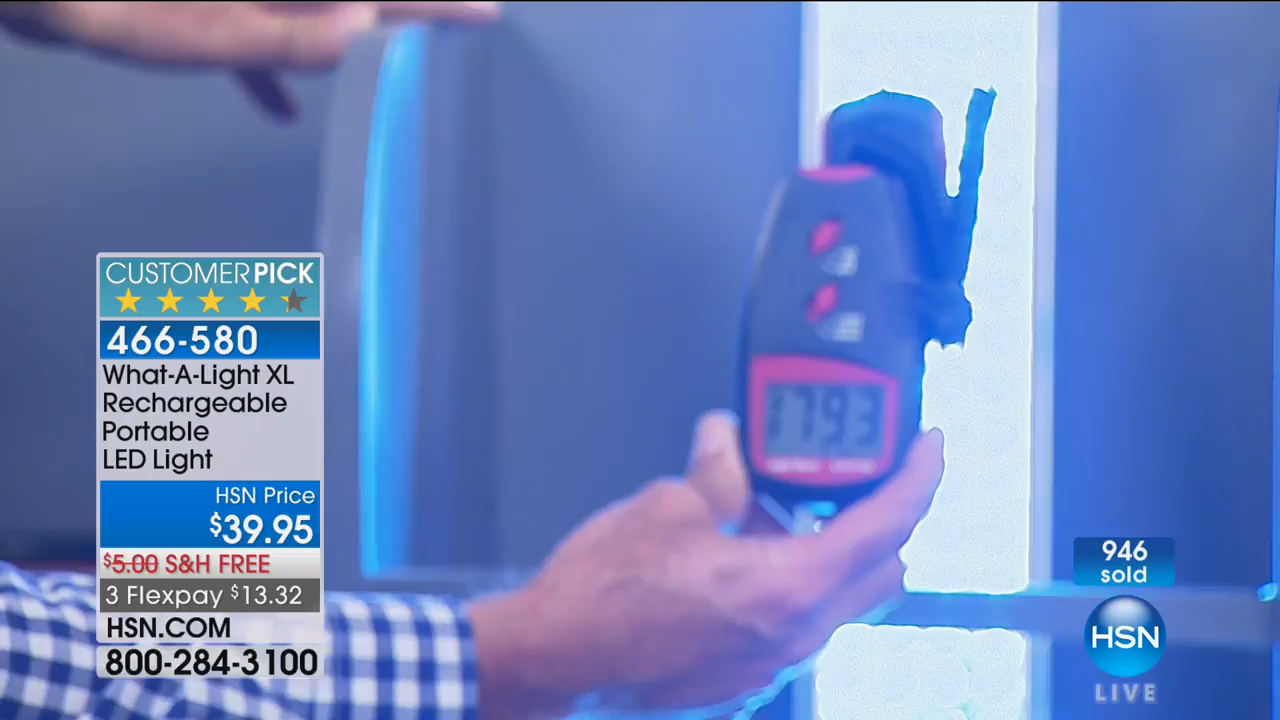 CUSTOMERPICK
466-580
What-A-Light XL
Rechargeable
Portable
LED Light
HSN Price
$39.95
$5.00 S&H FREE
3 Flexpay $13.32
HSN.COM
800-284-3100
1793
946
sold
HSN
LIVE